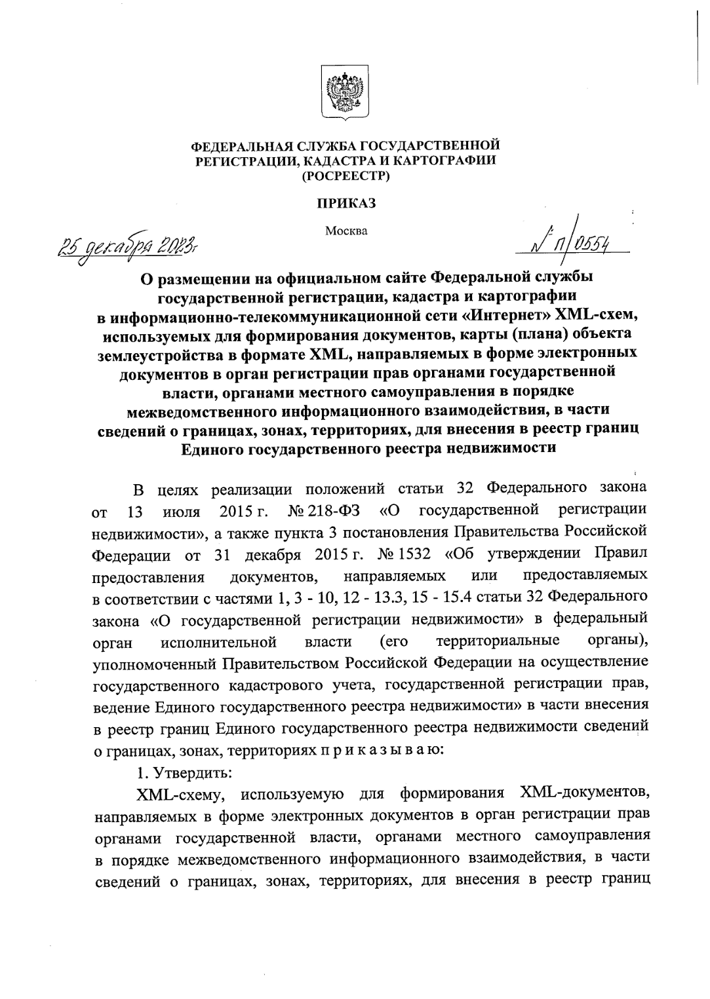 ФЕДЕРАЛЬНАЯ СЛУЖБА ГОСУДАРСТВЕННОЙ
РЕГИСТРАЦИИ, КАДАСТРА И КАРТОГРАФИИ
(РОСРЕЕСТР)
ПРИКАЗ
Москва
25 декабря 2023г
№ П/0554
О размещении на официальном сайте Федеральной службы
государственной регистрации, кадастра и картографии
в информационно-телекоммуникационной сети «Интернет» XML-схем,
используемых для формирования документов, карты (плана) объекта
землеустройства в формате XML, направляемых в форме электронных
документов в орган регистрации прав органами государственной
власти, органами местного самоуправления в порядке
межведомственного информационного взаимодействия, в части
сведений о границах, зонах, территориях, для внесения в реестр границ
Единого государственного реестра недвижимости
В целях реализации положений статьи 32 Федерального закона
от 13 июля 2015 г. № 218-ФЗ «О государственной регистрации
недвижимости», а также пункта 3 постановления Правительства Российской
Федерации от 31 декабря 2015 г. № 1532 «Об утверждении Правил
предоставления документов, направляемых или предоставляемых
в соответствии с частями 1, 3 - 10, 12 - 13.3, 15 - 15.4 статьи 32 Федерального
закона «О государственной регистрации недвижимости» в федеральный
орган исполнительной власти (его территориальные органы),
уполномоченный Правительством Российской Федерации на осуществление
государственного кадастрового учета, государственной регистрации прав,
ведение Единого государственного реестра недвижимости» в части внесения
в реестр границ Единого государственного реестра недвижимости сведений
о границах, зонах, территориях п р и к а з ы в а ю:
1. Утвердить:
XML-схему, используемую для формирования XML-документов,
направляемых в форме электронных документов в орган регистрации прав
органами государственной власти, органами местного самоуправления
в порядке межведомственного информационного взаимодействия, в части
сведений о границах, зонах, территориях, для внесения в реестр границ